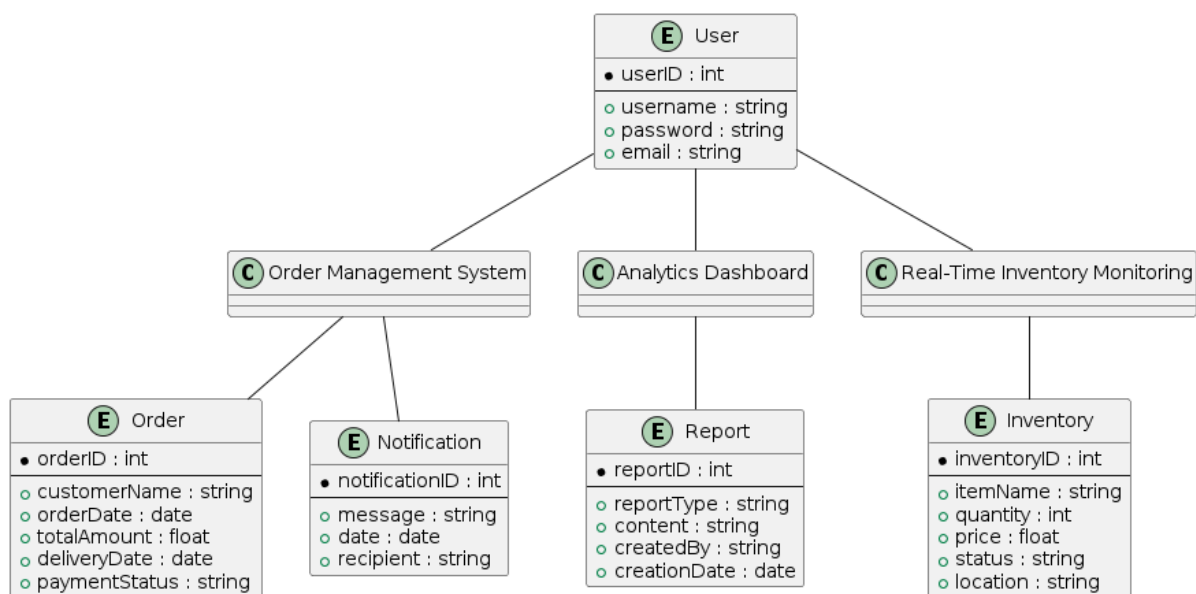 E User
userID : int
username : string
password : string
email : string
C Order Management System
C Analytics Dashboard
C Real-Time Inventory Monitoring
E Order
orderID : int
customerName : string
orderDate : date
totalAmount : float
deliveryDate : date
paymentStatus : string
E Notification
notificationID : int
message : string
date : date
recipient : string
E Report
reportID : int
reportType : string
content : string
createdBy : string
creationDate : date
E Inventory
inventoryID : int
itemName : string
quantity : int
price : float
status : string
location : string